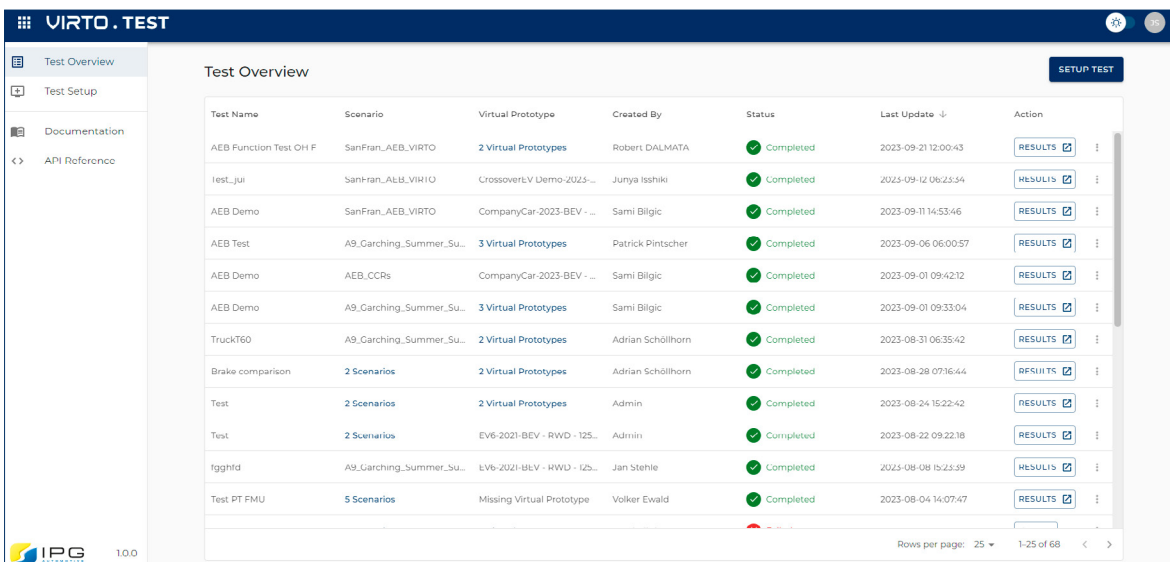 VIRTO.TEST JS
Test Overview
Test Setup
Documentation
API Reference
Test Overview SETUP TEST
Test Name Scenario Virtual Prototype Created By Status Last Update ↓ Action
AEB Function Test OH F SanFran_AEB_VIRTO 2 Virtual Prototypes Robert DALMATA Completed 2023-09-21 12:00:43 RESULTS
Test_jui SanFran_AEB_VIRTO CrossoverEV Demo-2023-... Junya Isshiki Completed 2023-09-12 06:23:34 RESULTS
AEB Demo SanFran_AEB_VIRTO CompanyCar-2023-BEV - ... Sami Bilgic Completed 2023-09-11 14:53:46 RESULTS
AEB Test A9_Garching_Summer_Su... 3 Virtual Prototypes Patrick Pintscher Completed 2023-09-06 06:00:57 RESULTS
AEB Demo AEB_CCRs CompanyCar-2023-BEV - ... Sami Bilgic Completed 2023-09-01 09:42:12 RESULTS
AEB Demo A9_Garching_Summer_Su... 3 Virtual Prototypes Sami Bilgic Completed 2023-09-01 09:33:04 RESULTS
TruckT60 A9_Garching_Summer_Su... 2 Virtual Prototypes Adrian Schöllhorn Completed 2023-08-31 06:35:42 RESULTS
Brake comparison 2 Scenarios 2 Virtual Prototypes Adrian Schöllhorn Completed 2023-08-28 07:16:44 RESULTS
Test 2 Scenarios 2 Virtual Prototypes Admin Completed 2023-08-24 15:22:42 RESULTS
Test 2 Scenarios EV6-2021-BEV - RWD - 125... Admin Completed 2023-08-22 09:22:18 RESULTS
fgghfd A9_Garching_Summer_Su... EV6-2021-BEV - RWD - 125... Jan Stehle Completed 2023-08-08 15:23:39 RESULTS
Test PT FMU 5 Scenarios Missing Virtual Prototype Volker Ewald Completed 2023-08-04 14:07:47 RESULTS
Rows per page: 25 1-25 of 68
IPG 1.0.0
AUTOMOTIVE